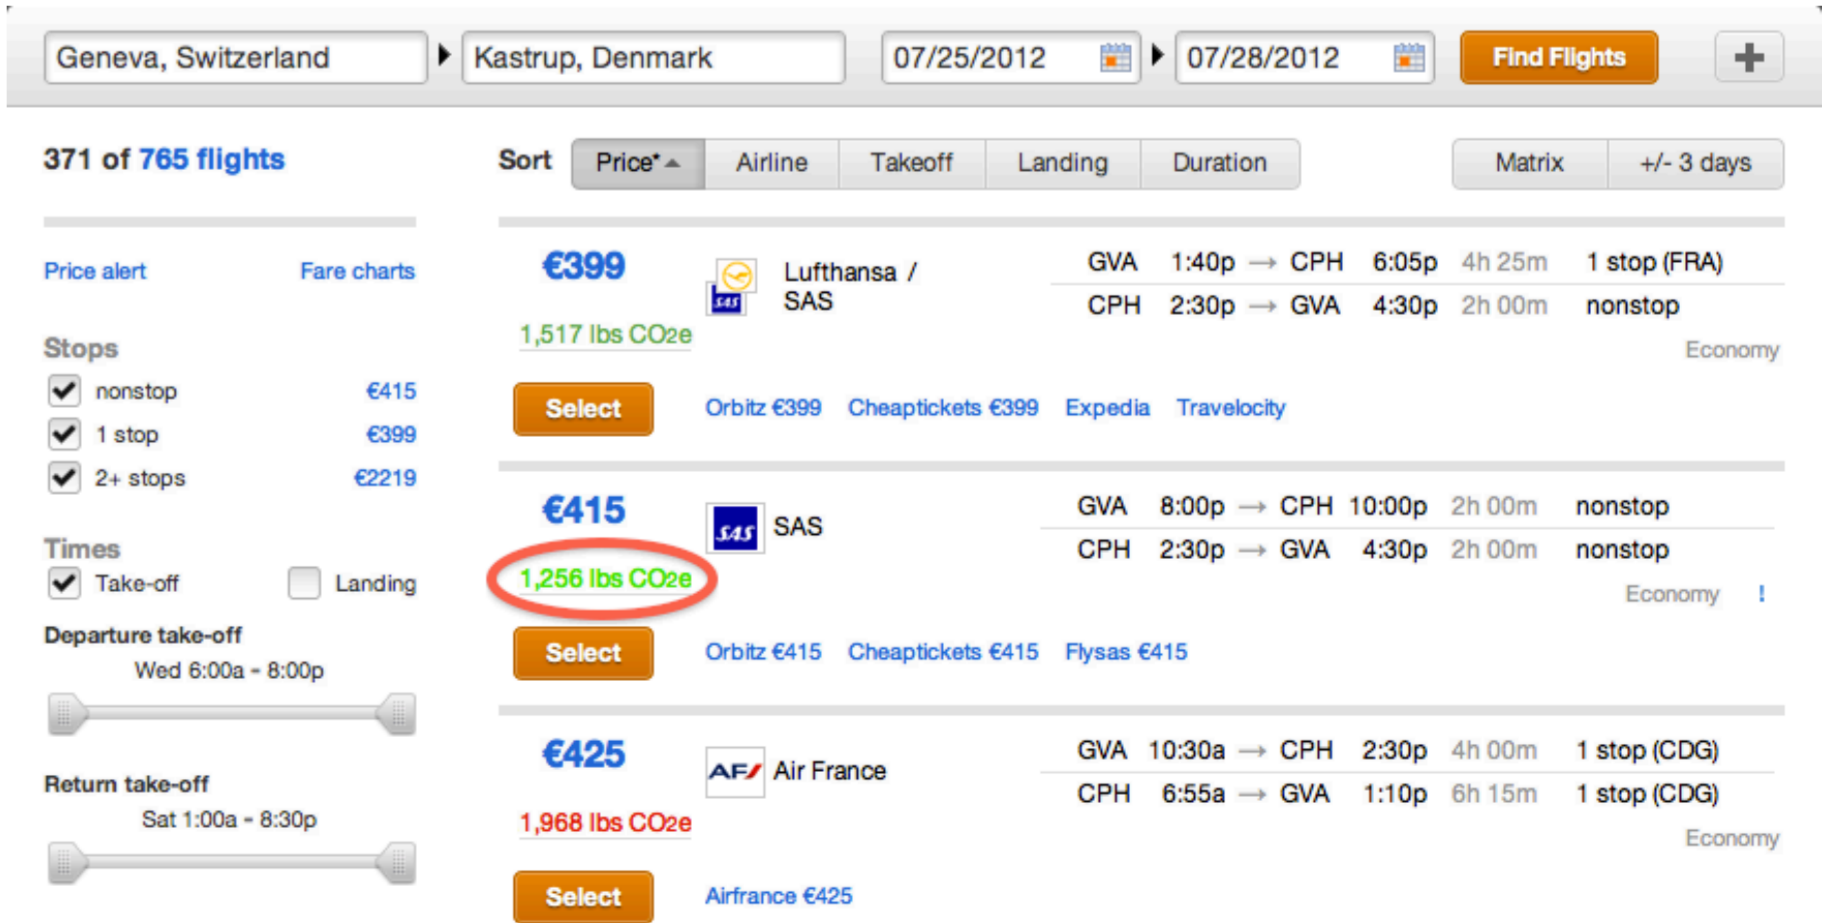 Geneva, Switzerland Kastrup, Denmark 07/25/2012 07/28/2012 Find Flights +
371 of 765 flights
Price alert Fare charts
Stops
nonstop €415
1 stop €399
2+ stops €2219
Times
Take-off Landing
Departure take-off
Wed 6:00a - 8:00p
Return take-off
Sat 1:00a - 8:30p
Sort Price* Airline Takeoff Landing Duration Matrix +/- 3 days
€399 Lufthansa / GVA 1:40p → CPH 6:05p 4h 25m 1 stop (FRA)
SAS SAS CPH 2:30p → GVA 4:30p 2h 00m nonstop
1,517 lbs CO2e Economy
Select Orbitz €399 Cheaptickets €399 Expedia Travelocity
€415 SAS SAS GVA 8:00p → CPH 10:00p 2h 00m nonstop
CPH 2:30p → GVA 4:30p 2h 00m nonstop
1,256 lbs CO2e Economy !
Select Orbitz €415 Cheaptickets €415 Flysas €415
€425 AF Air France GVA 10:30a → CPH 2:30p 4h 00m 1 stop (CDG)
CPH 6:55a → GVA 1:10p 6h 15m 1 stop (CDG)
1,968 lbs CO2e Economy
Select Airfrance €425